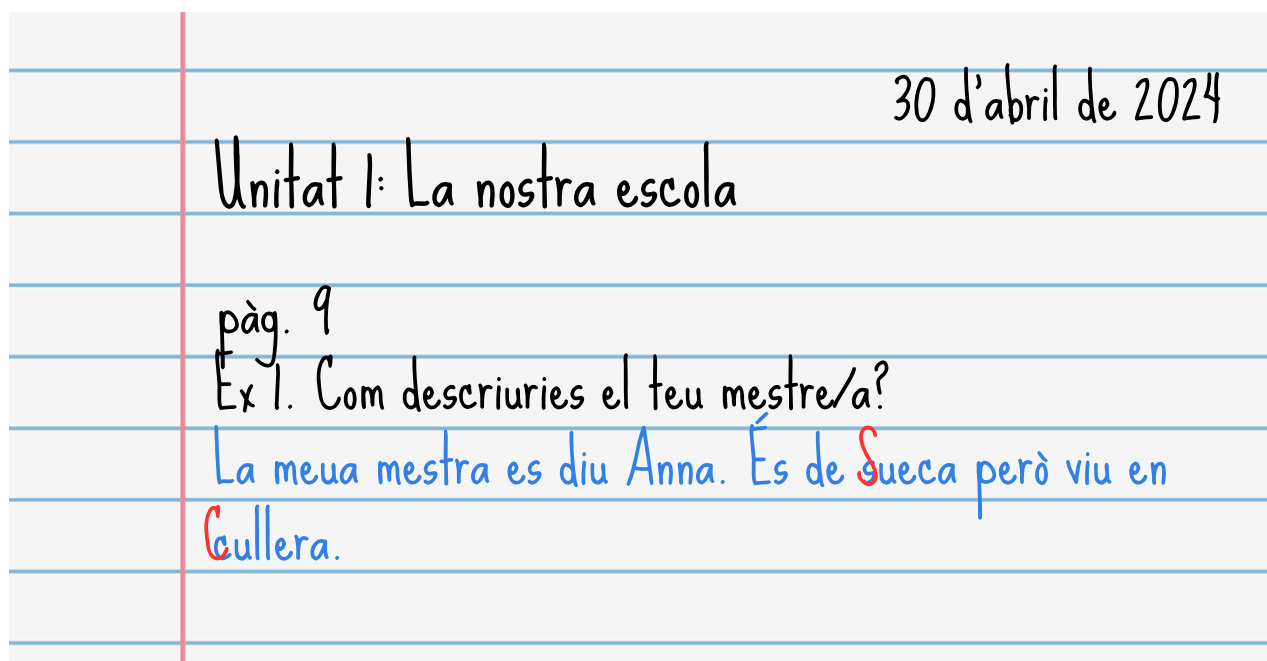 30 d'abril de 2024
Unitat 1: La nostra escola
pàg. 9
Ex 1. Com descriuries el teu mestre/a?
La meua mestra es diu Anna. És de Sueca però viu en
Cullera.